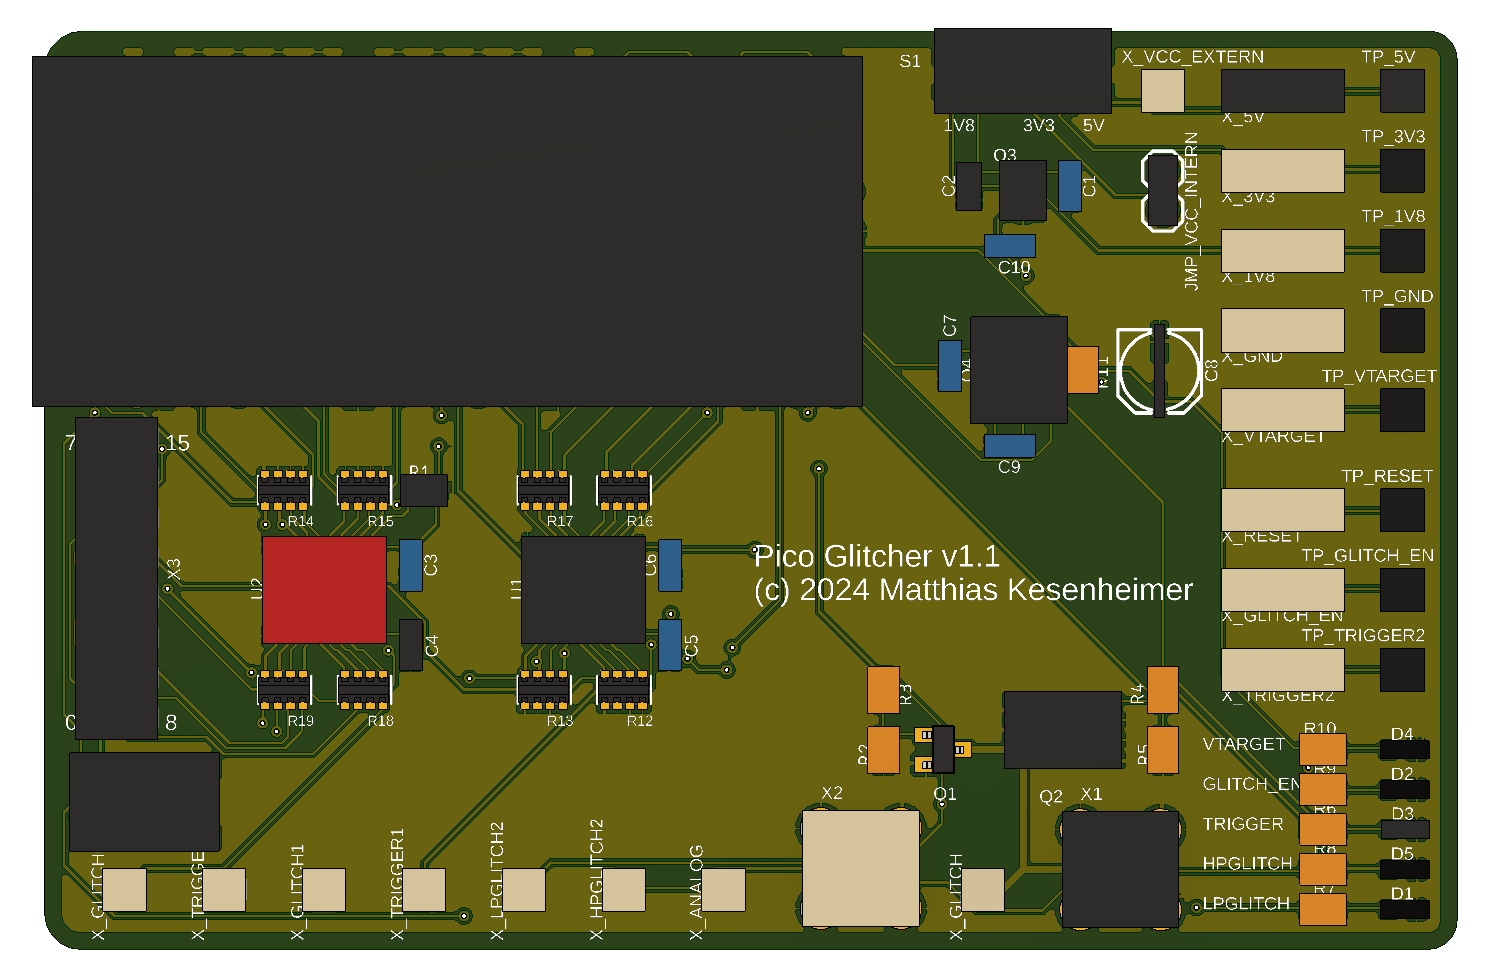 S1
X_VCC_EXTERN
TP_5V
X_5V
1V8
3V3
5V
TP_3V3
X_3V3
Q3
C2
C1
JMP_VCC_INTERN
TP_1V8
X_1V8
C10
TP_GND
X_GND
C7
Q4
R11
C8
TP_VTARGET
X_VTARGET
C9
7
15
R1
R14
R15
R17
R16
TP_RESET
X_RESET
X3
U2
C3
U1
C6
Pico Glitcher v1.1
(c) 2024 Matthias Kesenheimer
TP_GLITCH_EN
X_GLITCH_EN
C4
C5
TP_TRIGGER2
X_TRIGGER2
0
8
R19
R18
R13
R12
R3
R4
R2
R5
Q1
Q2
X2
X1
VTARGET
R10
D4
GLITCH_EN
R9
D2
TRIGGER
R6
D3
HPGLITCH
R8
D5
LPGLITCH
R7
D1
X_GLITCH
X_TRIGGE
X_GLITCH1
X_TRIGGER1
X_LPGLITCH2
X_HPGLITCH2
X_ANALOG
X_GLITCH